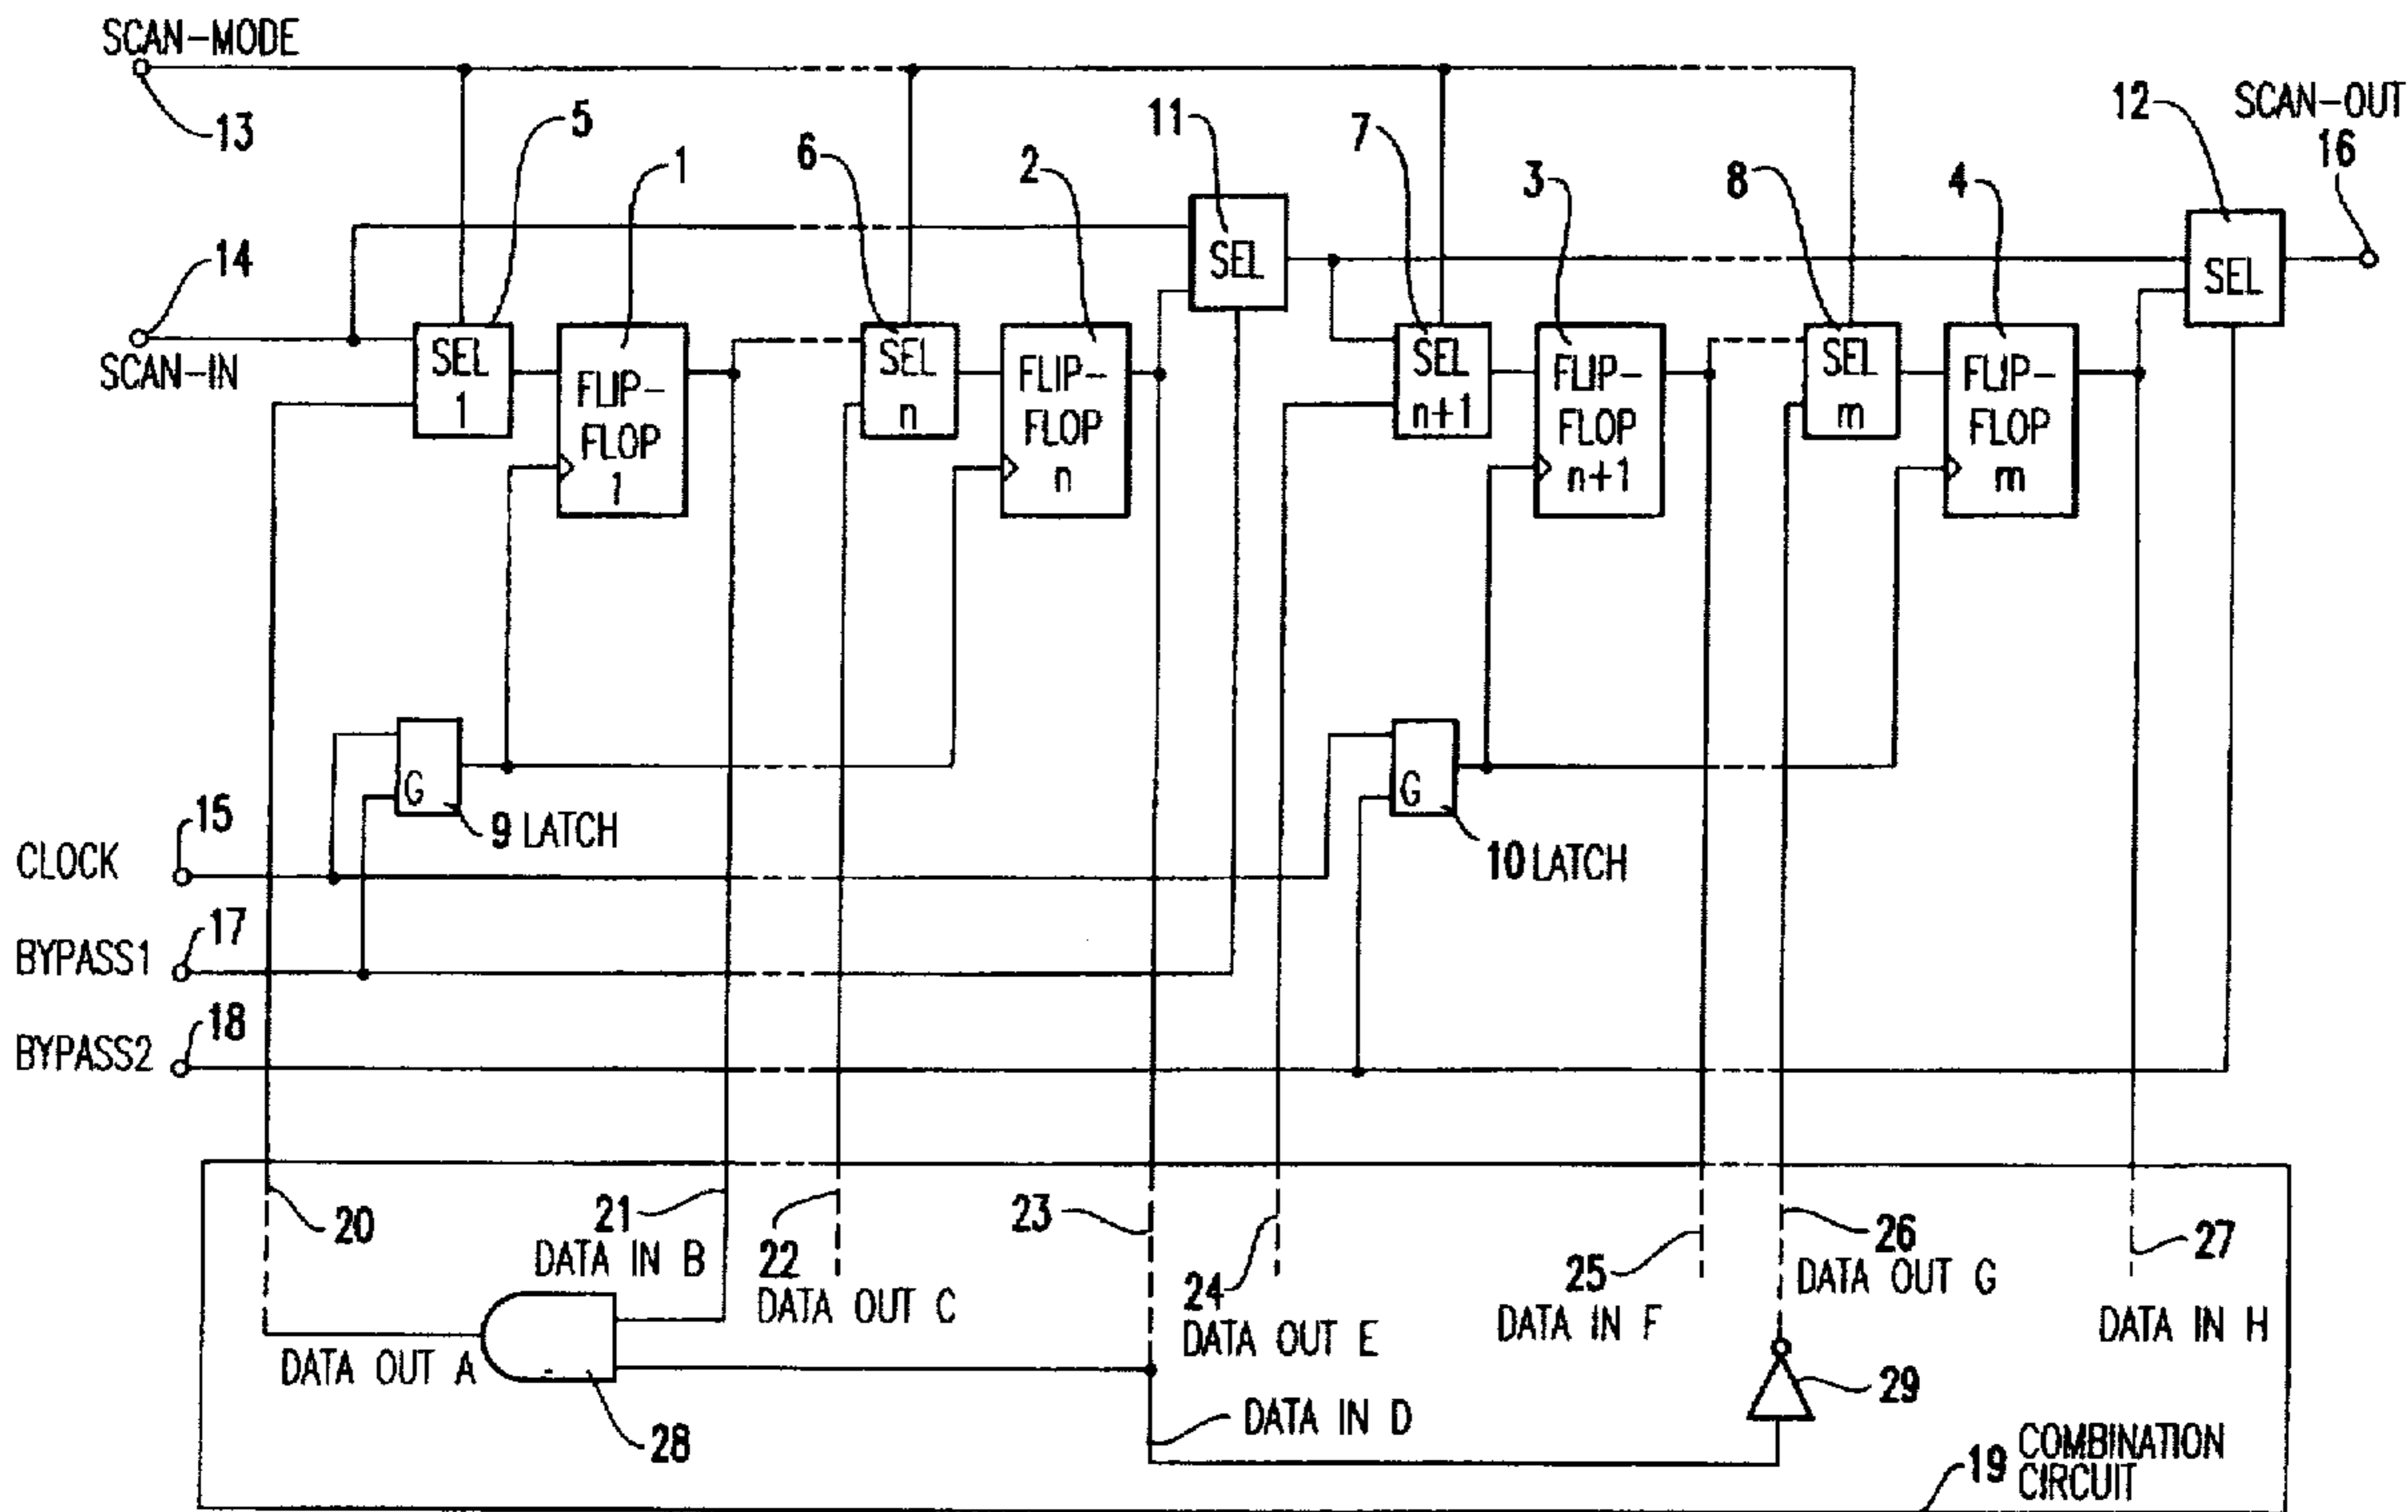 SCAN-MODE
13
5
1
6
2
11
7
3
8
4
12
SCAN-OUT
16
14
SCAN-IN
SEL
1
FLIP-
FLOP
1
SEL
n
FLIP-
FLOP
n
SEL
SEL
n+1
FLIP-
FLOP
n+1
SEL
m
FLIP-
FLOP
m
SEL
G
9 LATCH
G
10 LATCH
15
CLOCK
17
BYPASS1
18
BYPASS2
20
21
DATA IN B
22
DATA OUT C
23
24
DATA OUT E
25
DATA IN F
26
DATA OUT G
27
DATA IN H
DATA OUT A
28
DATA IN D
29
19 COMBINATION
CIRCUIT